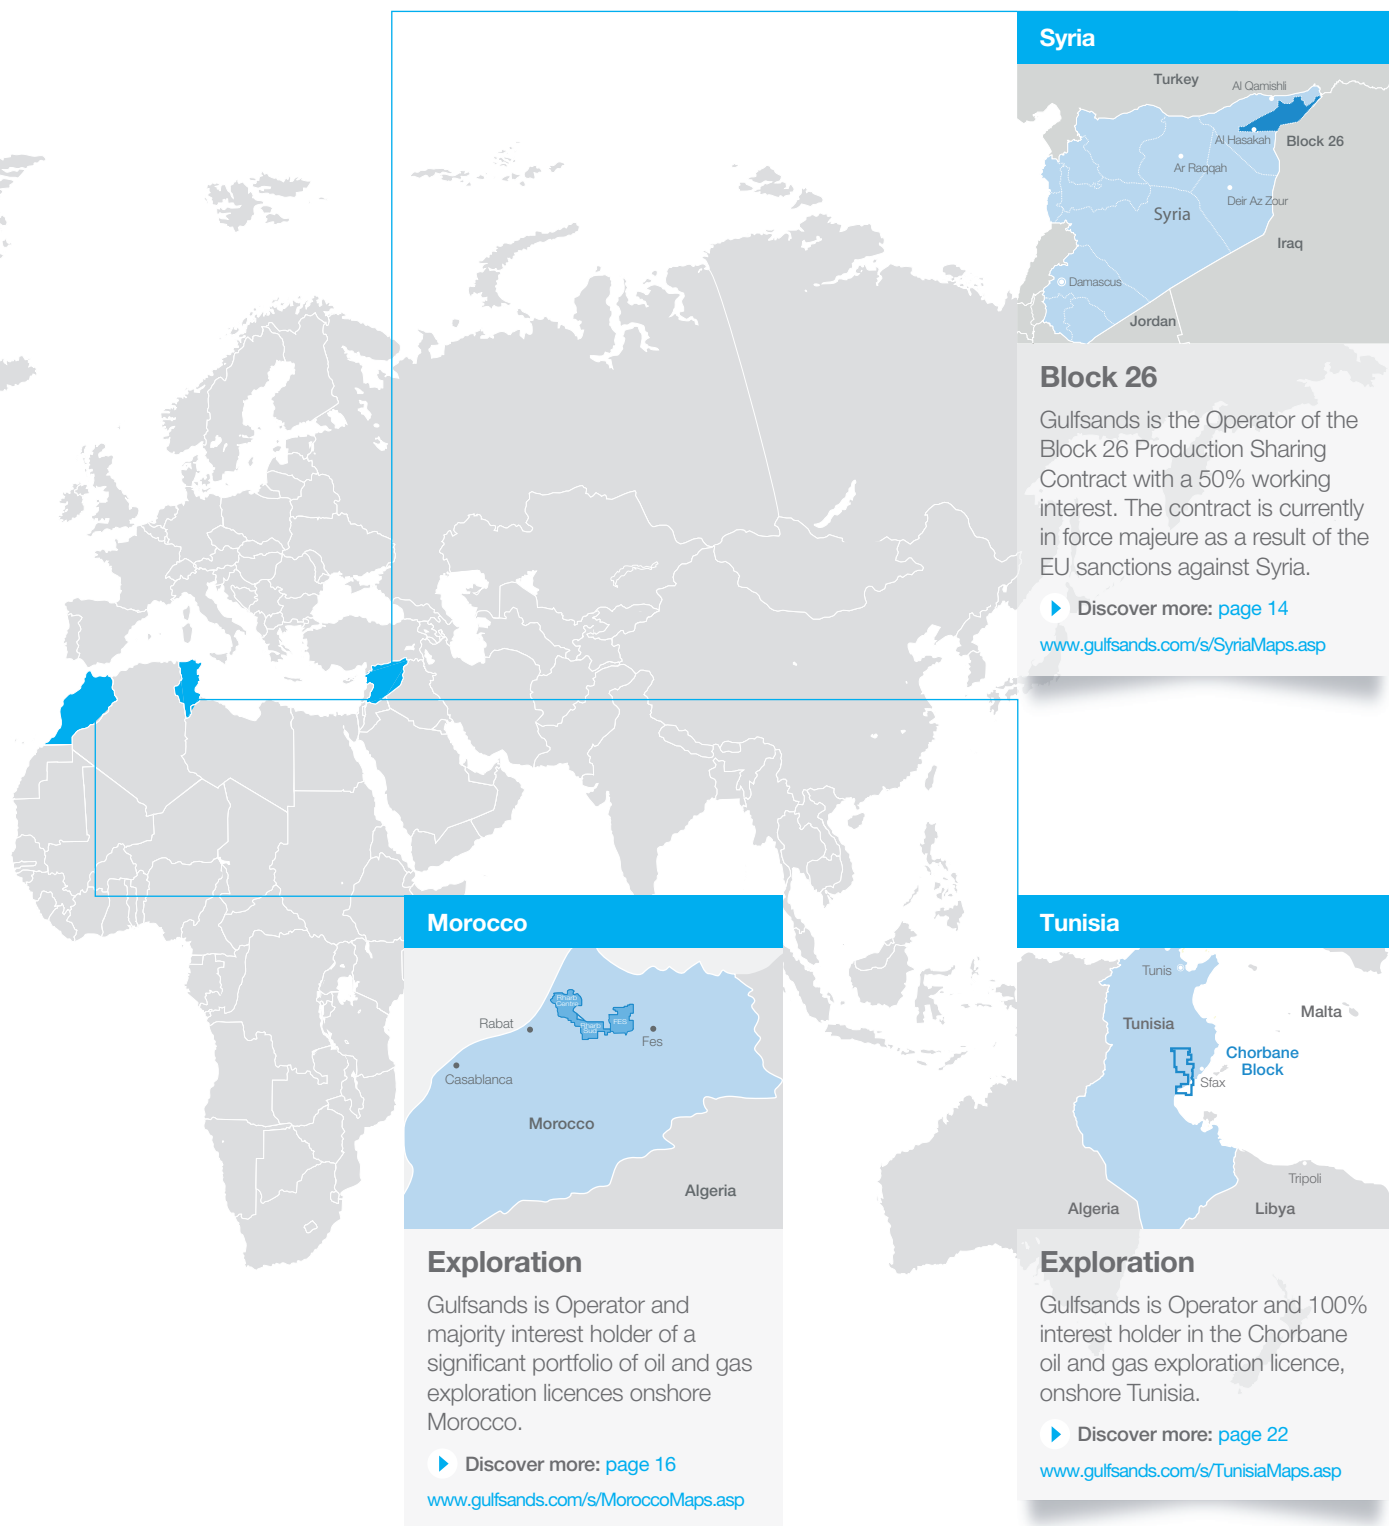 Syria
Turkey
Al Qamishli
Al Hasakah
Block 26
Ar Raqqah
Deir Az Zour
Syria
Iraq
Damascus
Jordan
Block 26
Gulfsands is the Operator of the
Block 26 Production Sharing
Contract with a 50% working
interest. The contract is currently
in force majeure as a result of the
EU sanctions against Syria.
Discover more: page 14
www.gulfsands.com/s/SyriaMaps.asp
Morocco
Rharb
Centre
Rharb
Sud
FES
Rabat
Fes
Casablanca
Morocco
Algeria
Exploration
Gulfsands is Operator and
majority interest holder of a
significant portfolio of oil and gas
exploration licences onshore
Morocco.
Discover more: page 16
www.gulfsands.com/s/MoroccoMaps.asp
Tunisia
Tunis
Malta
Tunisia
Chorbane
Block
Sfax
Tripoli
Algeria
Libya
Exploration
Gulfsands is Operator and 100%
interest holder in the Chorbane
oil and gas exploration licence,
onshore Tunisia.
Discover more: page 22
www.gulfsands.com/s/TunisiaMaps.asp